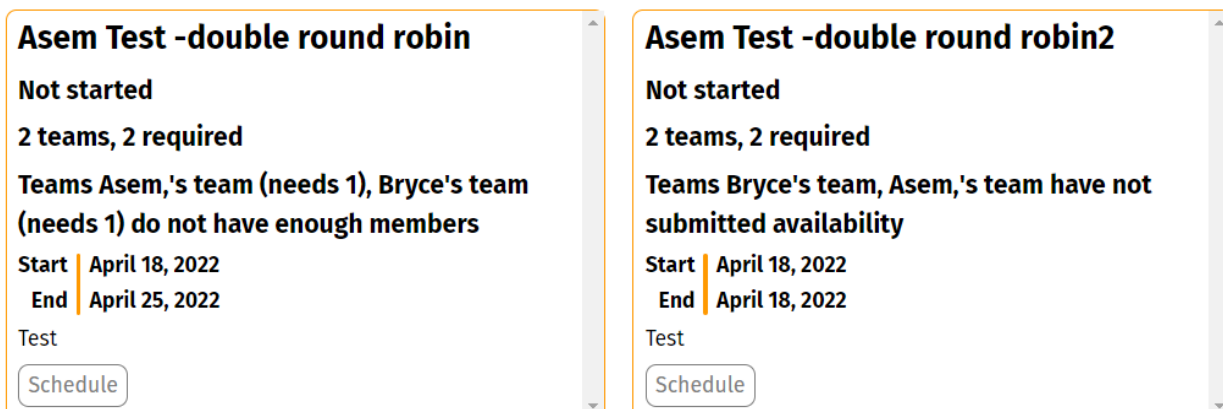 Asem Test -double round robin
Not started
2 teams, 2 required
Teams Asem,'s team (needs 1), Bryce's team
(needs 1) do not have enough members
Start April 18, 2022
End April 25, 2022
Test
Schedule
Asem Test -double round robin2
Not started
2 teams, 2 required
Teams Bryce's team, Asem,'s team have not
submitted availability
Start April 18, 2022
End April 18, 2022
Test
Schedule